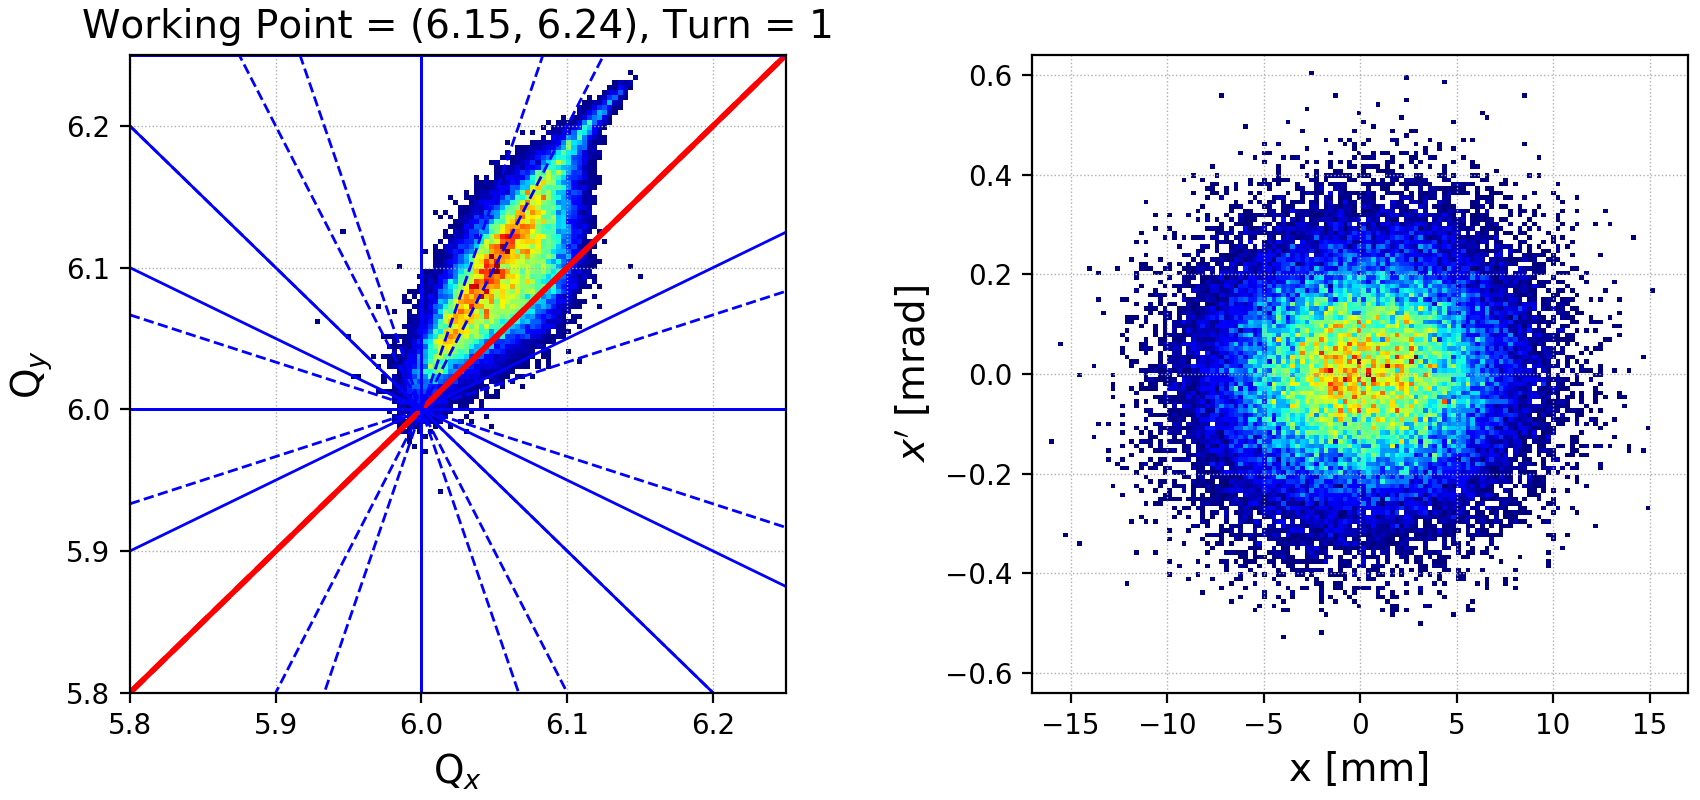 Working Point = (6.15, 6.24), Turn = 1
6.2
6.1
6.0
5.9
5.8
Q_y
5.8 5.9 6.0 6.1 6.2
Q_x
0.6
0.4
0.2
0.0
−0.2
−0.4
−0.6
x′ [mrad]
−15 −10 −5 0 5 10 15
x [mm]